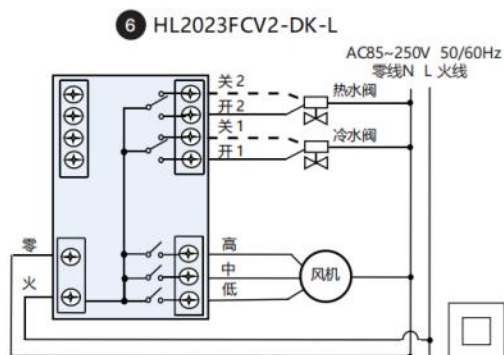 6 HL2023FCV2-DK-L
AC85~250V 50/60Hz
零线N L 火线
关2
热水阀
开2
关1
冷水阀
开1
零
高
火
中
风机
低